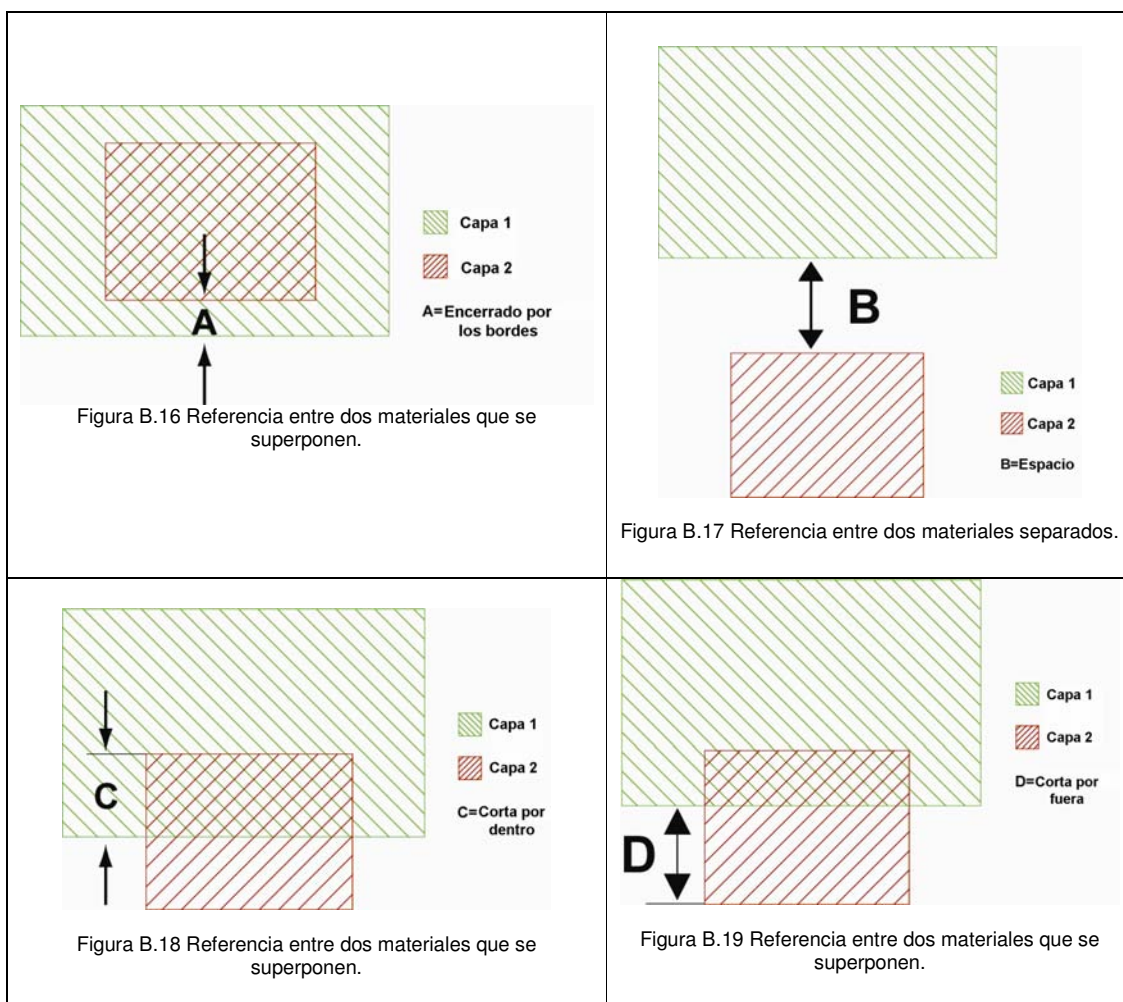 A
Capa 1
Capa 2
A=Encerrado por
los bordes
Figura B.16 Referencia entre dos materiales que se
superponen.
B
Capa 1
Capa 2
B=Espacio
Figura B.17 Referencia entre dos materiales separados.
C
Capa 1
Capa 2
C=Corta por
dentro
Figura B.18 Referencia entre dos materiales que se
superponen.
D
Capa 1
Capa 2
D=Corta por
fuera
Figura B.19 Referencia entre dos materiales que se
superponen.